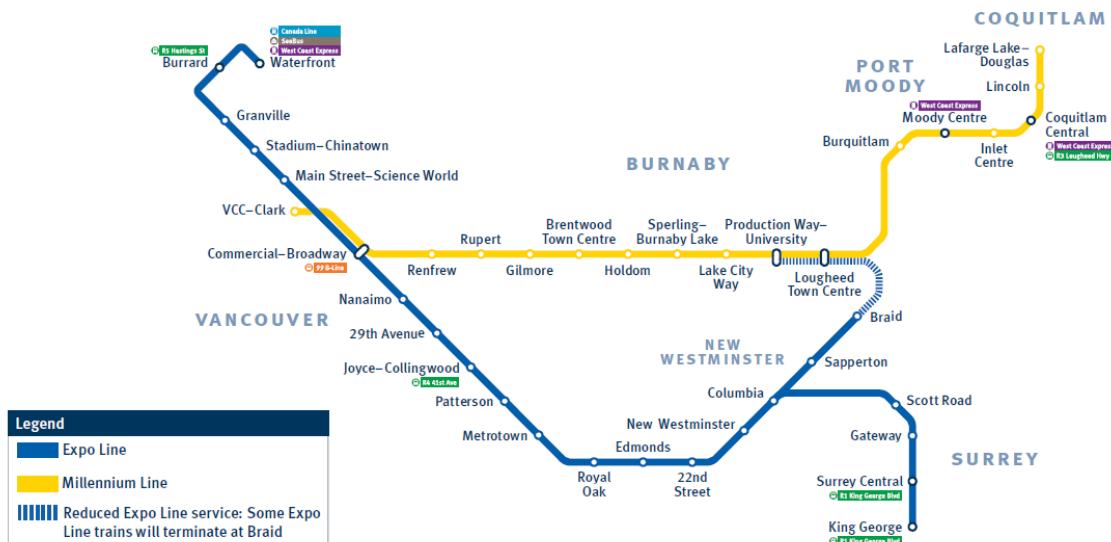 COQUITLAM
Canada Line
SeaBus
West Coast Express
R5 Hastings St
Burrard
Waterfront
Lafarge Lake–
Douglas
PORT
MOODY
Lincoln
West Coast Express
Moody Centre
Coquitlam
Central
West Coast Express
R3 Lougheed Hwy
Granville
Burquitlam
Inlet
Centre
Stadium–Chinatown
BURNABY
Main Street–Science World
VCC–Clark
Brentwood
Town Centre
Sperling–
Burnaby Lake
Production Way–
University
Rupert
Commercial–Broadway
99 B-Line
Renfrew
Gilmore
Holdom
Lake City
Way
Lougheed
Town Centre
Nanaimo
VANCOUVER
Braid
29th Avenue
NEW
WESTMINSTER
Sapperton
Joyce–Collingwood
R4 41st Ave
Columbia
Patterson
Scott Road
New Westminster
Metrotown
Edmonds
Gateway
SURREY
Royal
Oak
22nd
Street
Surrey Central
R1 King George Blvd
King George
R1 King George Blvd
Legend
Expo Line
Millennium Line
Reduced Expo Line service: Some Expo
Line trains will terminate at Braid